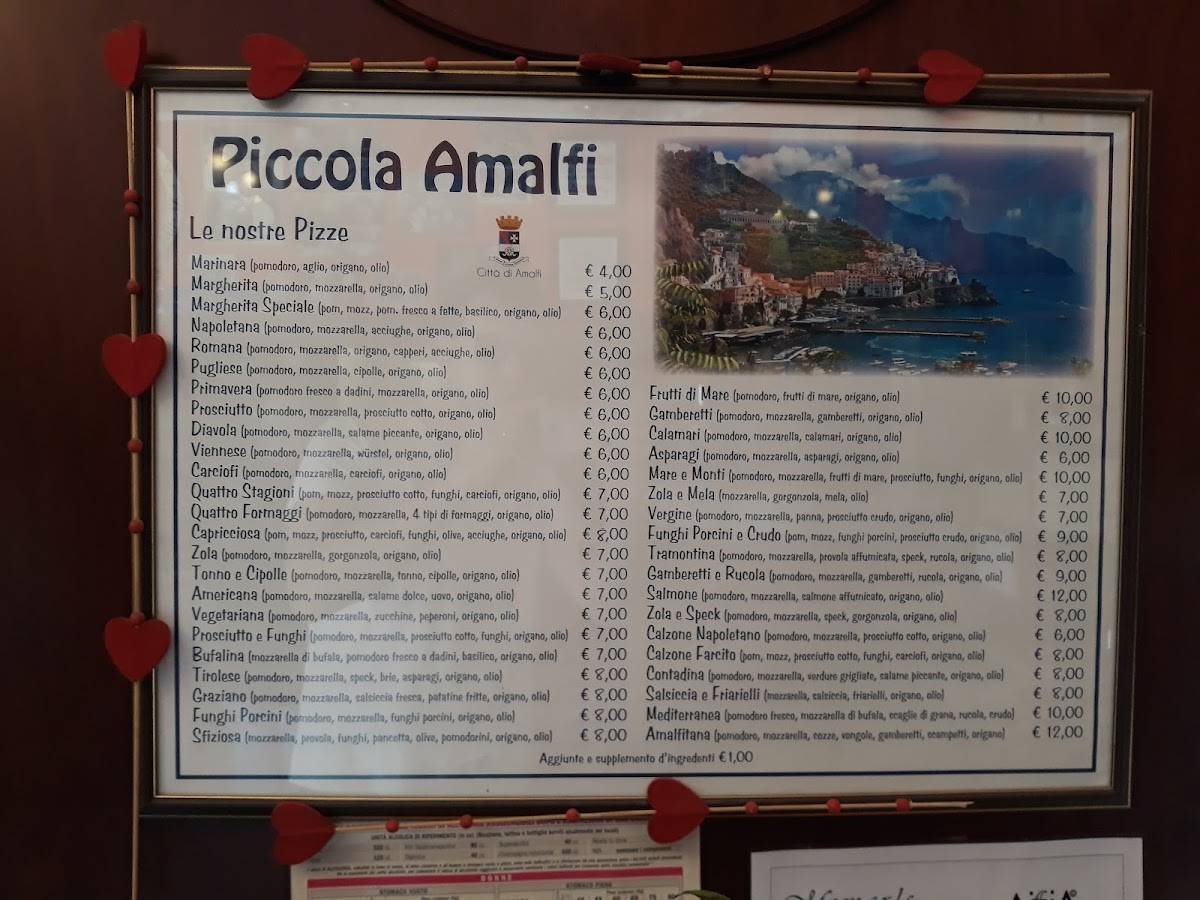 Piccola Amalfi
Le nostre Pizze
Città di Amalfi
Marinara (pomodoro, aglio, origano, olio) € 4,00
Margherita (pomodoro, mozzarella, origano, olio) € 5,00
Margherita Speciale (pom, mozz, pom. fresco a fette, basilico, origano, olio) € 6,00
Napoletana (pomodoro, mozzarella, acciughe, origano, olio) € 6,00
Romana (pomodoro, mozzarella, origano, capperi, acciughe, olio) € 6,00
Pugliese (pomodoro, mozzarella, cipolle, origano, olio) € 6,00
Primavera (pomodoro fresco a dadini, mozzarella, origano, olio) € 6,00
Prosciutto (pomodoro, mozzarella, prosciutto cotto, origano, olio) € 6,00
Diavola (pomodoro, mozzarella, salame piccante, origano, olio) € 6,00
Viennese (pomodoro, mozzarella, würstel, origano, olio) € 6,00
Carciofi (pomodoro, mozzarella, carciofi, origano, olio) € 6,00
Quattro Stagioni (pom, mozz, prosciutto cotto, funghi, carciofi, origano, olio) € 7,00
Quattro Formaggi (pomodoro, mozzarella, 4 tipi di formaggi, origano, olio) € 7,00
Capricciosa (pom, mozz, prosciutto, carciofi, funghi, olive, acciughe, origano, olio) € 8,00
Zola (pomodoro, mozzarella, gorgonzola, origano, olio) € 7,00
Tonno e Cipolle (pomodoro, mozzarella, tonno, cipolle, origano, olio) € 7,00
Americana (pomodoro, mozzarella, salame dolce, uovo, origano, olio) € 7,00
Vegetariana (pomodoro, mozzarella, zucchine, peperoni, origano, olio) € 7,00
Prosciutto e Funghi (pomodoro, mozzarella, prosciutto cotto, funghi, origano, olio) € 7,00
Bufalina (mozzarella di bufala, pomodoro fresco a dadini, basilico, origano, olio) € 7,00
Tirolese (pomodoro, mozzarella, speck, brie, asparagi, origano, olio) € 8,00
Graziano (pomodoro, mozzarella, salsiccia fresca, patatine fritte, origano, olio) € 8,00
Funghi Porcini (pomodoro, mozzarella, funghi porcini, origano, olio) € 8,00
Sfiziosa (mozzarella, provola, funghi, pancetta, olive, pomodorini, origano, olio) € 8,00
Frutti di Mare (pomodoro, frutti di mare, origano, olio) € 10,00
Gamberetti (pomodoro, mozzarella, gamberetti, origano, olio) € 8,00
Calamari (pomodoro, mozzarella, calamari, origano, olio) € 10,00
Asparagi (pomodoro, mozzarella, asparagi, origano, olio) € 6,00
Mare e Monti (pomodoro, mozzarella, frutti di mare, prosciutto, funghi, origano, olio) € 10,00
Zola e Mela (mozzarella, gorgonzola, mela, olio) € 7,00
Vergine (pomodoro, mozzarella, panna, prosciutto crudo, origano, olio) € 7,00
Funghi Porcini e Crudo (pom, mozz, funghi porcini, prosciutto crudo, origano, olio) € 9,00
Tramontina (pomodoro, mozzarella, provola affumicata, speck, rucola, origano, olio) € 8,00
Gamberetti e Rucola (pomodoro, mozzarella, gamberetti, rucola, origano, olio) € 9,00
Salmone (pomodoro, mozzarella, salmone affumicato, origano, olio) € 12,00
Zola e Speck (pomodoro, mozzarella, speck, gorgonzola, origano, olio) € 8,00
Calzone Napoletano (pomodoro, mozzarella, prosciutto cotto, origano, olio) € 6,00
Calzone Farcito (pom, mozz, prosciutto cotto, funghi, carciofi, origano, olio) € 8,00
Contadina (pomodoro, mozzarella, verdure grigliate, salame piccante, origano, olio) € 8,00
Salsiccia e Friarielli (mozzarella, salsiccia, friarielli, origano, olio) € 8,00
Mediterranea (pomodoro fresco, mozzarella di bufala, scaglie di grana, rucola, crudo) € 10,00
Amalfitana (pomodoro, mozzarella, cozze, vongole, gamberetti, scampetti, origano) € 12,00
Aggiunte e supplemento d'ingredenti € 1,00
DONNE
STOMACO VUOTO STOMACO PIENO